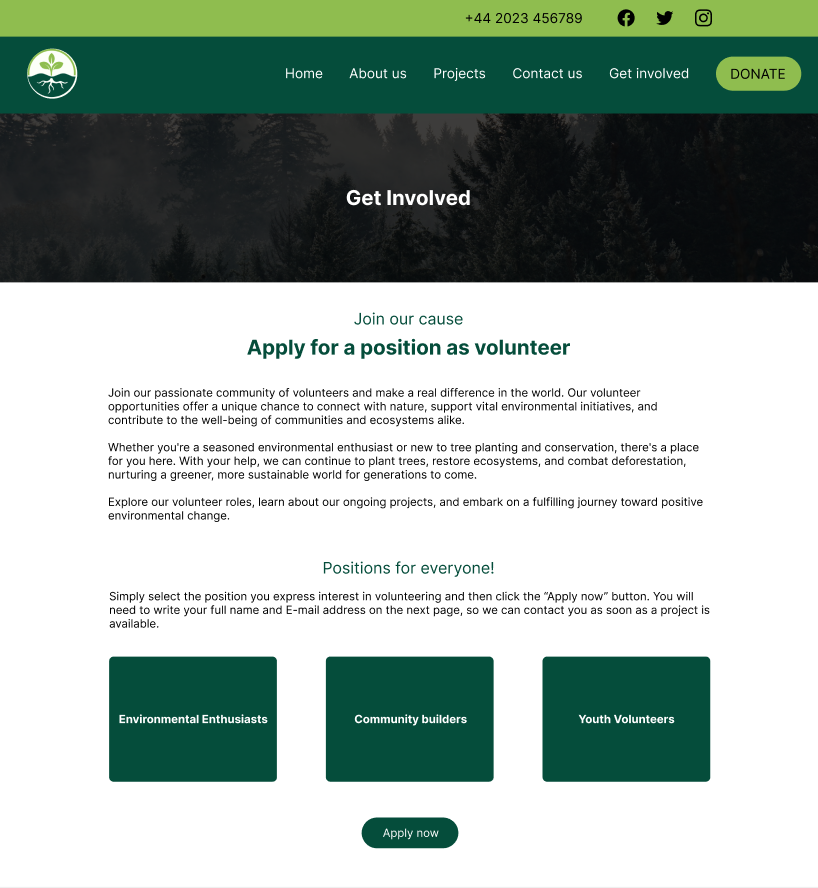 +44 2023 456789
Home About us Projects Contact us Get involved DONATE
Get Involved
Join our cause
Apply for a position as volunteer
Join our passionate community of volunteers and make a real difference in the world. Our volunteer
opportunities offer a unique chance to connect with nature, support vital environmental initiatives, and
contribute to the well-being of communities and ecosystems alike.
Whether you're a seasoned environmental enthusiast or new to tree planting and conservation, there's a place
for you here. With your help, we can continue to plant trees, restore ecosystems, and combat deforestation,
nurturing a greener, more sustainable world for generations to come.
Explore our volunteer roles, learn about our ongoing projects, and embark on a fulfilling journey toward positive
environmental change.
Positions for everyone!
Simply select the position you express interest in volunteering and then click the “Apply now” button. You will
need to write your full name and E-mail address on the next page, so we can contact you as soon as a project is
available.
Environmental Enthusiasts
Community builders
Youth Volunteers
Apply now